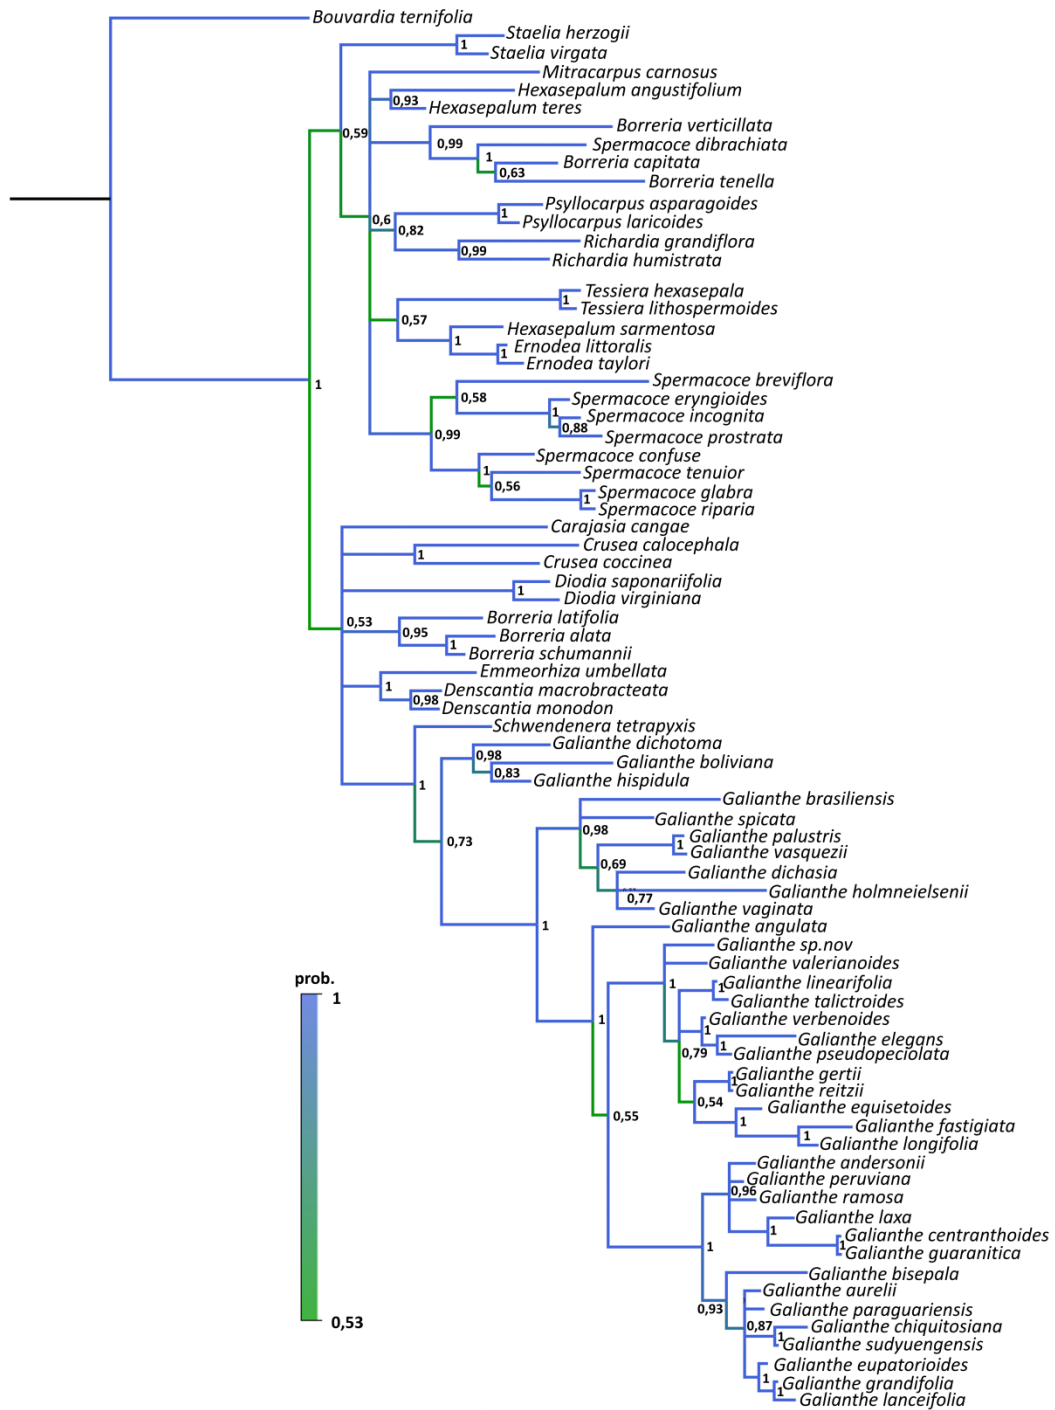 Bouvardia ternifolia
Staelia herzogii
1
Staelia virgata
Mitracarpus carnosus
Hexasepalum angustifolium
0,93
Hexasepalum teres
0,59
Borreria verticillata
0,99
Spermacoce dibrachiata
1
Borreria capitata
0,63
Borreria tenella
Psyllocarpus asparagoides
1
0,6
Psyllocarpus laricoides
0,82
Richardia grandiflora
0,99
Richardia humistrata
Tessiera hexasepala
1
Tessiera lithospermoides
0,57
Hexasepalum sarmentosa
1
Ernodea littoralis
1
Ernodea taylori
1
Spermacoce breviflora
0,58
Spermacoce eryngioides
1
Spermacoce incognita
0,88
Spermacoce prostrata
0,99
Spermacoce confuse
1
Spermacoce tenuior
0,56
Spermacoce glabra
1
Spermacoce riparia
Carajasia cangae
Crusea calocephala
1
Crusea coccinea
Diodia saponariifolia
1
Diodia virginiana
0,53
Borreria latifolia
0,95
Borreria alata
1
Borreria schumannii
Emmeorhiza umbellata
1
Denscantia macrobracteata
0,98
Denscantia monodon
Schwendenera tetrapyxis
1
Galianthe dichotoma
0,98
Galianthe boliviana
0,83
Galianthe hispidula
0,73
Galianthe brasiliensis
Galianthe spicata
0,98
Galianthe palustris
1
Galianthe vasquezii
0,69
Galianthe dichasia
Galianthe holmneielsenii
0,77
Galianthe vaginata
1
Galianthe angulata
Galianthe sp.nov
Galianthe valerianoides
1
Galianthe linearifolia
1
Galianthe talictroides
1
Galianthe verbenoides
1
Galianthe elegans
1
Galianthe pseudopeciolata
0,79
Galianthe gertii
1
Galianthe reitzii
0,54
Galianthe equisetoides
1
0,55
Galianthe fastigiata
1
Galianthe longifolia
Galianthe andersonii
Galianthe peruviana
0,96
Galianthe ramosa
Galianthe laxa
1
Galianthe centranthoides
1
Galianthe guaranitica
1
Galianthe bisepala
0,93
Galianthe aurelii
Galianthe paraguariensis
0,87
Galianthe chiquitosiana
1
Galianthe sudyuengensis
Galianthe eupatorioides
1
Galianthe grandifolia
1
Galianthe lanceifolia
prob.
1
0,53